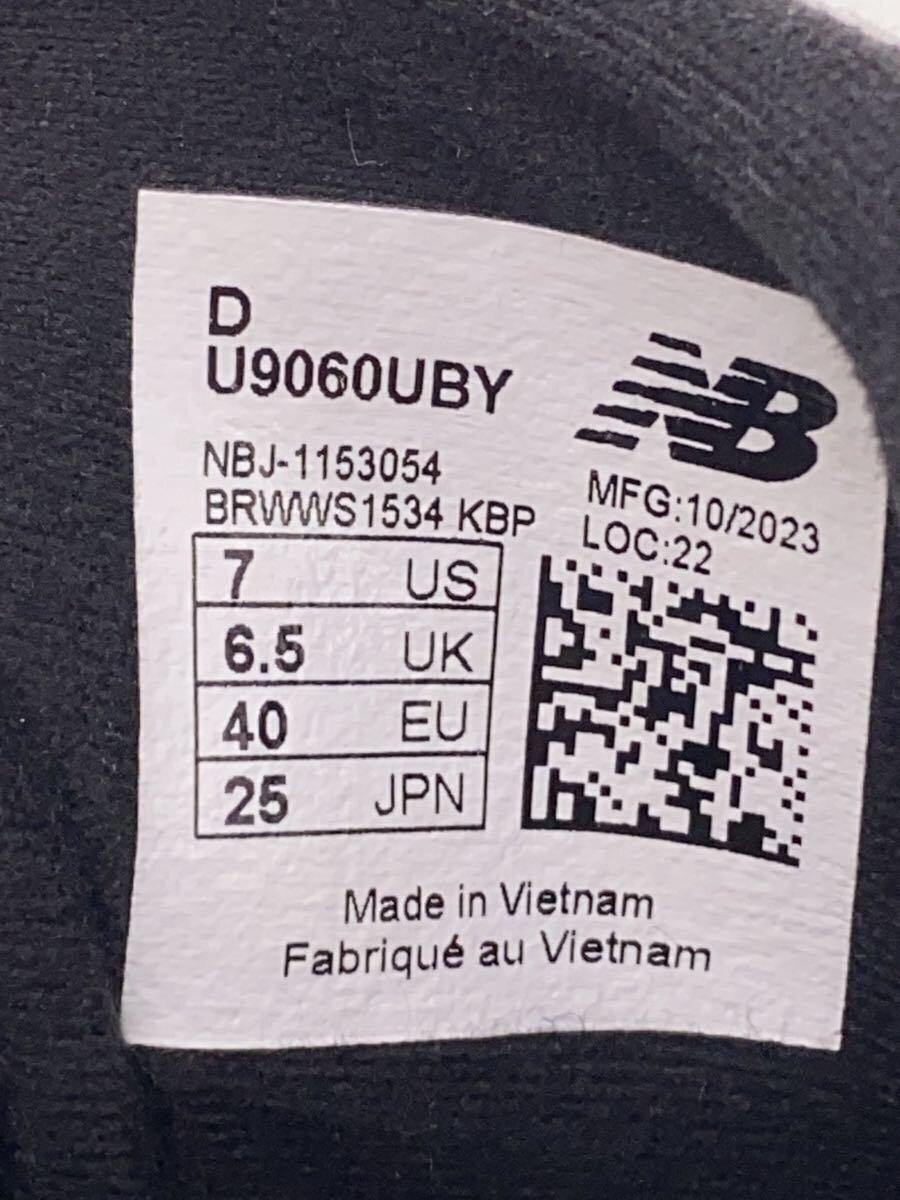 D
U9060UBY
NB
NBJ-1153054
BRWWS1534 KBP
MFG:10/2023
LOC:22
7 US
6.5 UK
40 EU
25 JPN
Made in Vietnam
Fabriqué au Vietnam